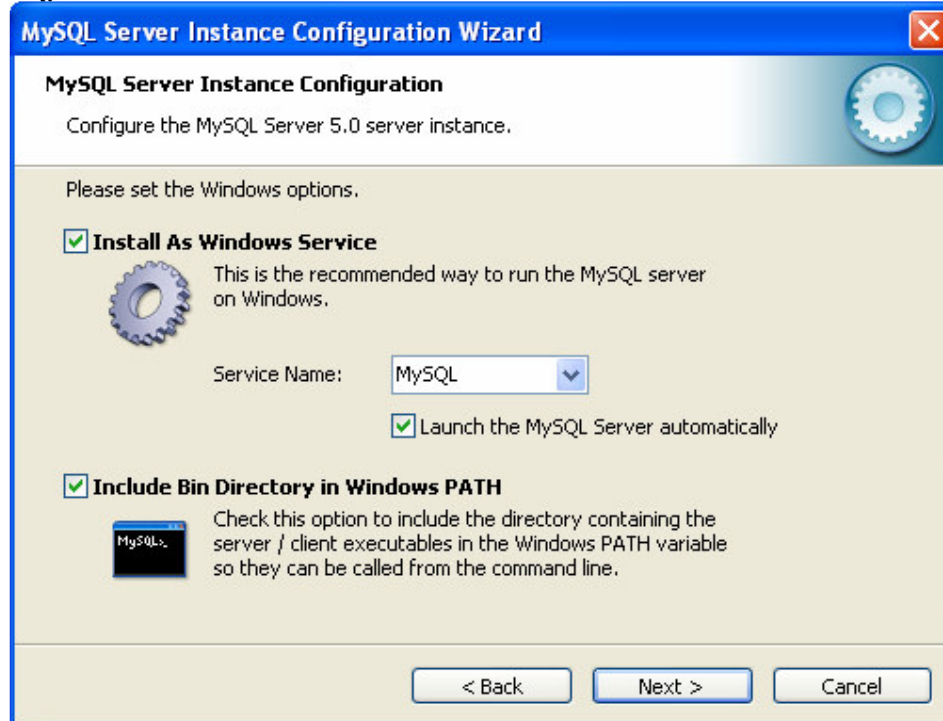 MySQL Server Instance Configuration Wizard
MySQL Server Instance Configuration
Configure the MySQL Server 5.0 server instance.
Please set the Windows options.
Install As Windows Service
This is the recommended way to run the MySQL server
on Windows.
Service Name: MySQL
Launch the MySQL Server automatically
Include Bin Directory in Windows PATH
Check this option to include the directory containing the
server / client executables in the Windows PATH variable
so they can be called from the command line.
MySQL>_
< Back Next > Cancel